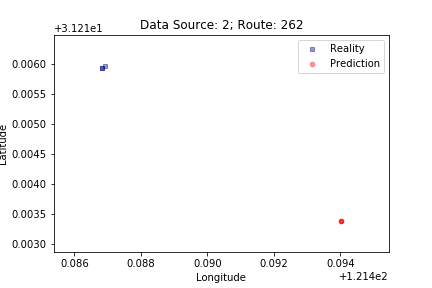 Data Source: 2; Route: 262
+3.121e1
Reality
Prediction
0.0060
0.0055
0.0050
0.0045
0.0040
0.0035
0.0030
Latitude
0.086
0.088
0.090
0.092
0.094
Longitude
+1.214e2